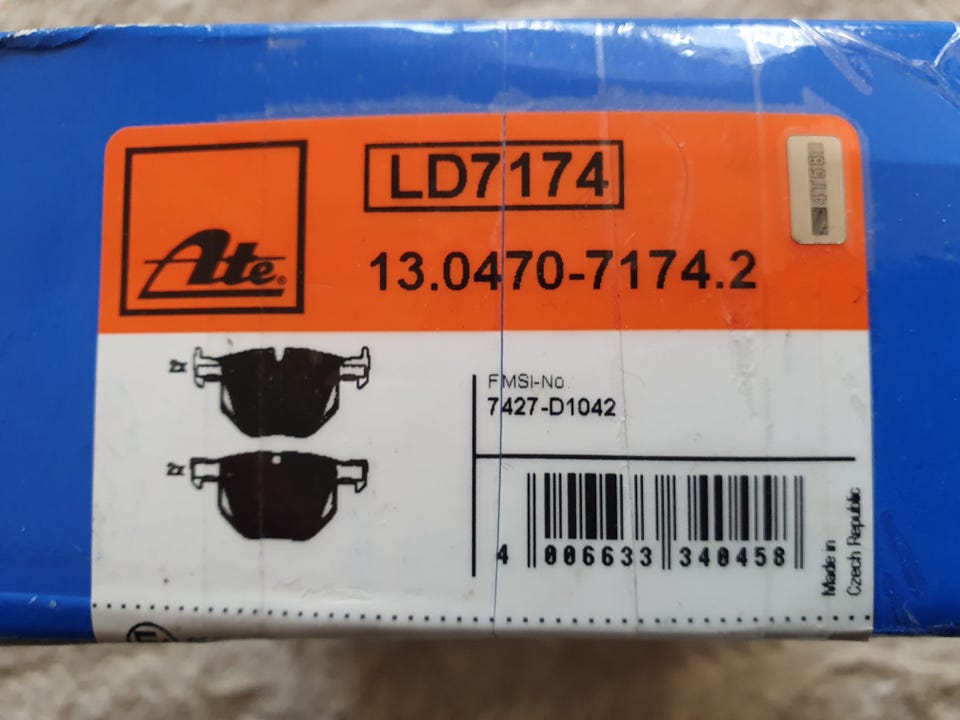 LD7174
Ate®
13.0470-7174.2
4T58
2x
2x
FMSI-No.
7427-D1042
4 006633 340458
Made in
Czech Republic